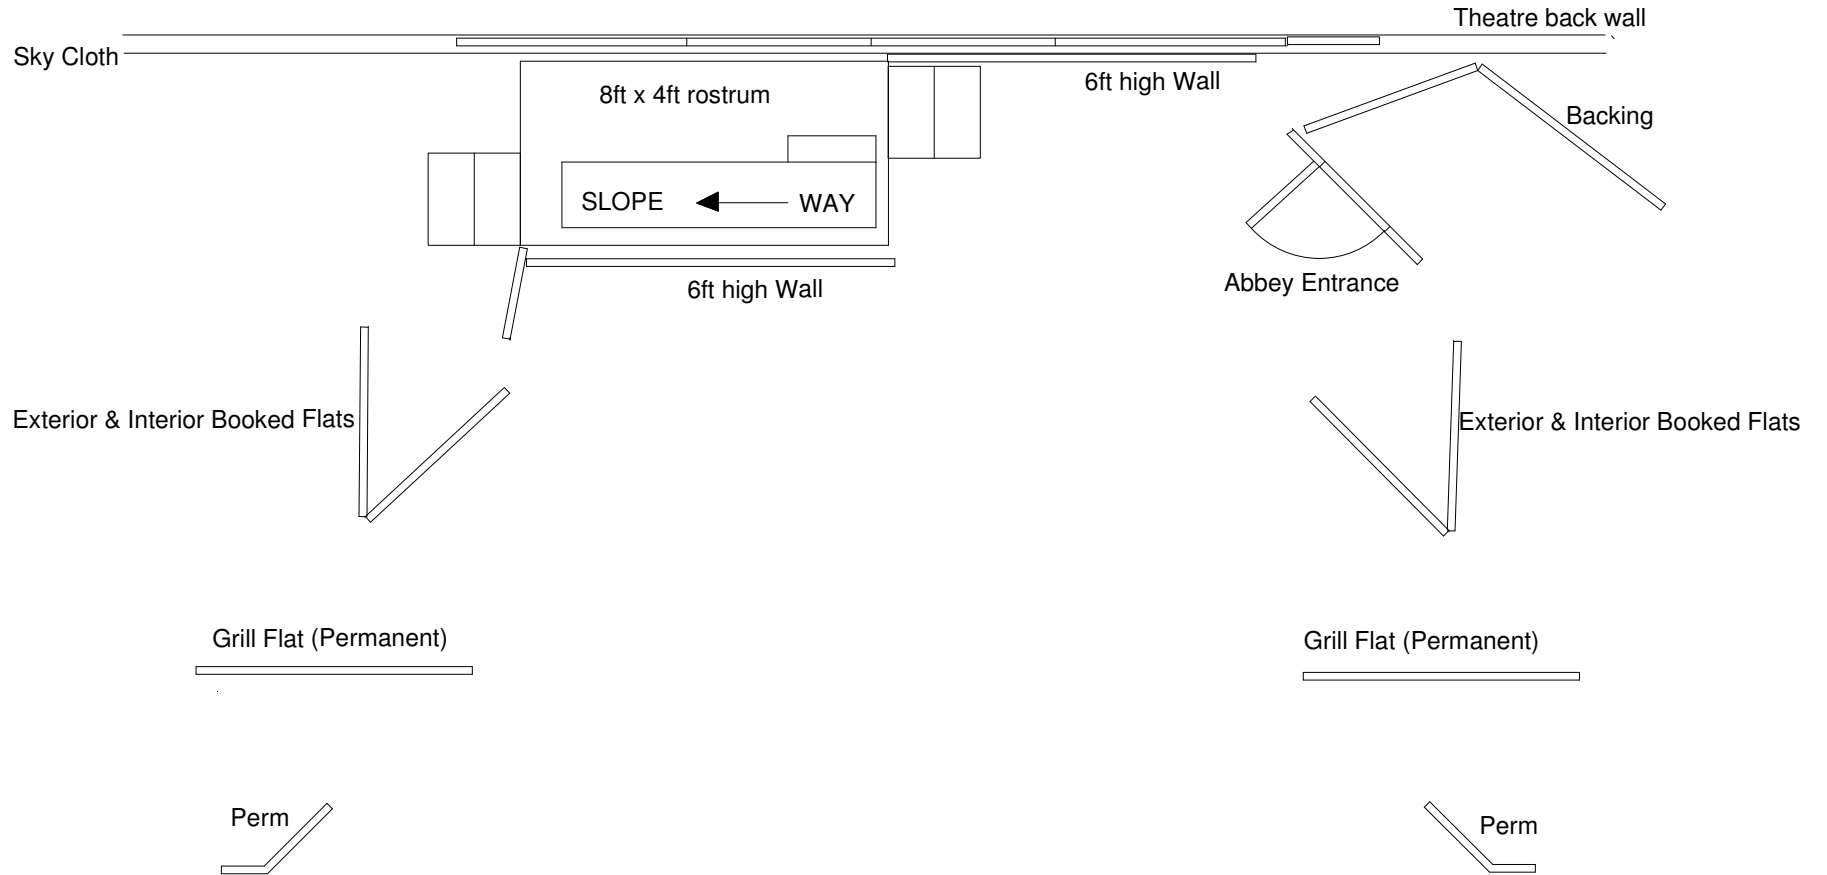 Theatre back wall
Sky Cloth
8ft x 4ft rostrum
6ft high Wall
Backing
SLOPE
WAY
Abbey Entrance
6ft high Wall
Exterior & Interior Booked Flats
Exterior & Interior Booked Flats
Grill Flat (Permanent)
Grill Flat (Permanent)
Perm
Perm